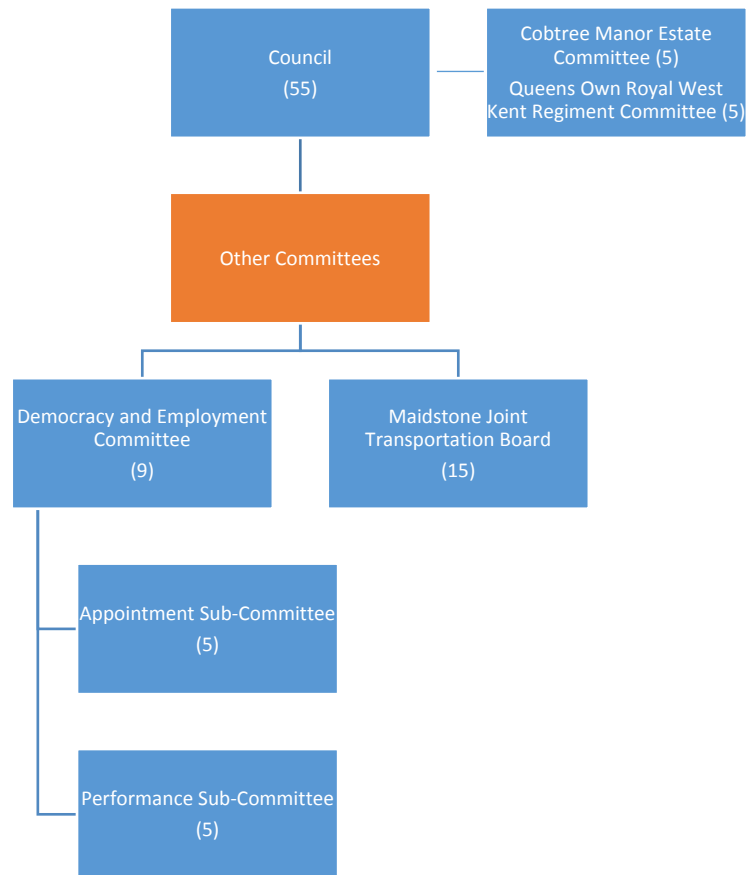 Council
(55)
Cobtree Manor Estate
Committee (5)
Queens Own Royal West
Kent Regiment Committee (5)
Other Committees
Democracy and Employment
Committee
(9)
Maidstone Joint
Transportation Board
(15)
Appointment Sub-Committee
(5)
Performance Sub-Committee
(5)